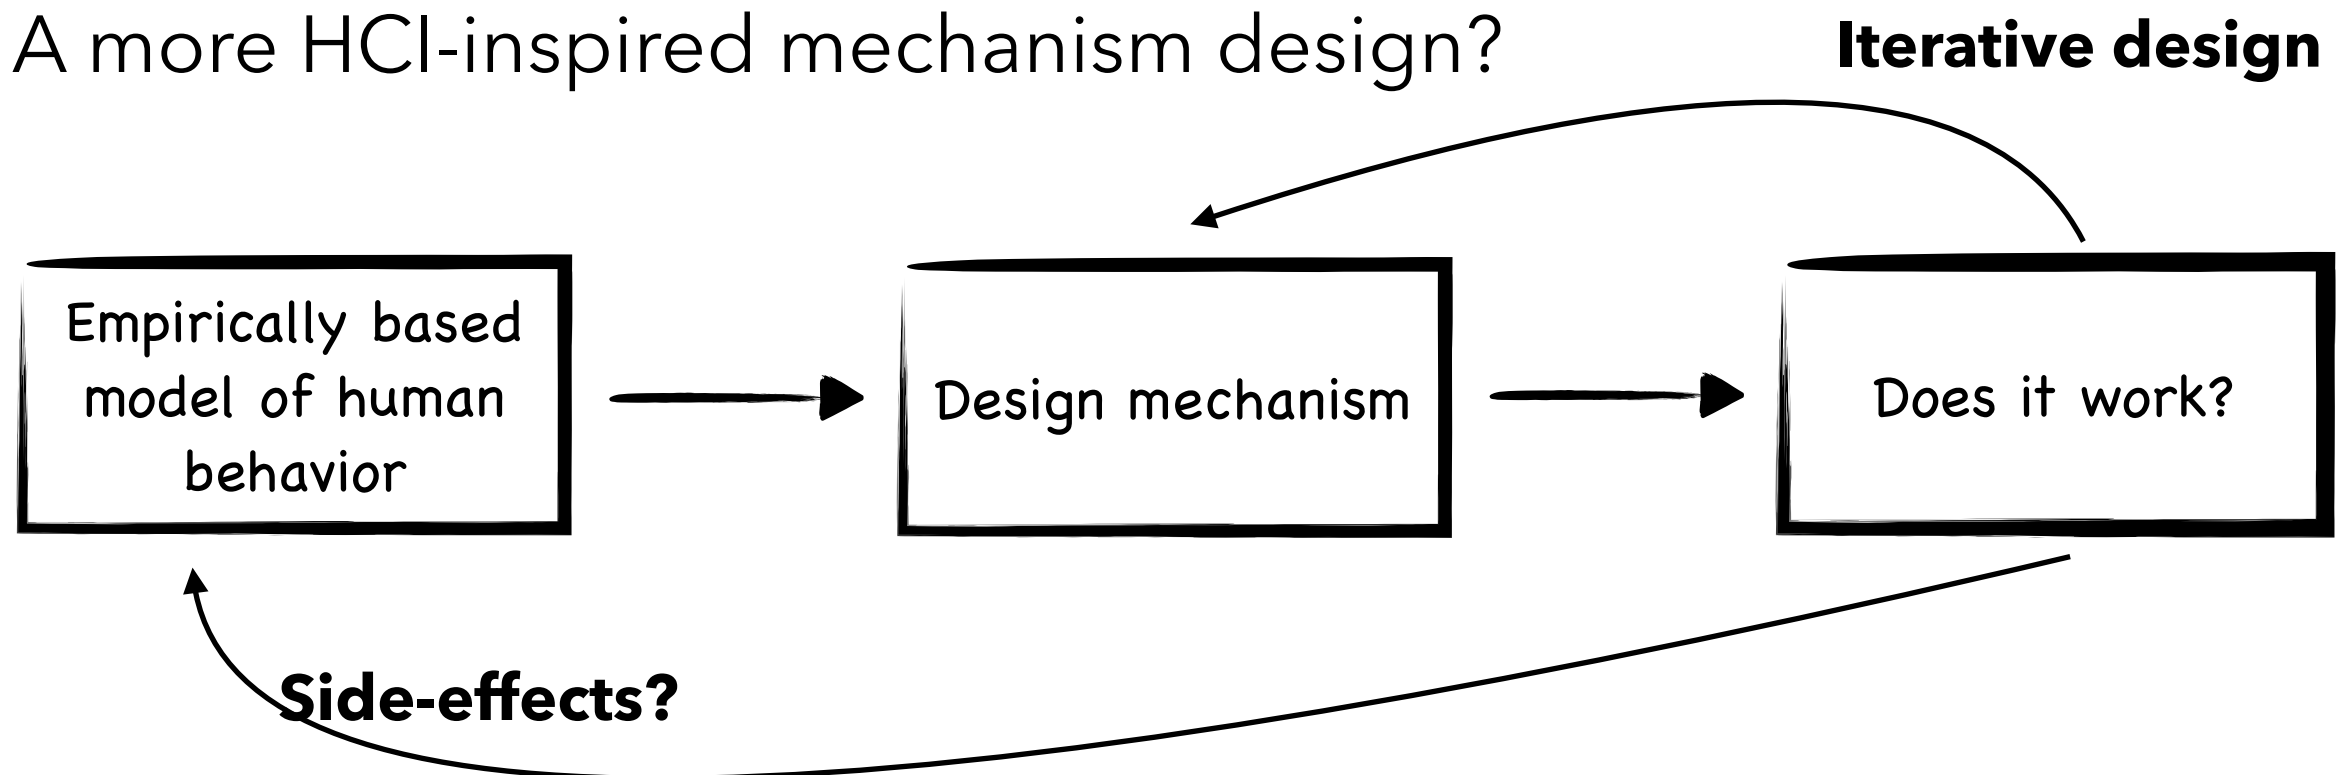 A more HCI-inspired mechanism design?
Iterative design
Empirically based
model of human
behavior
Design mechanism
Does it work?
Side-effects?